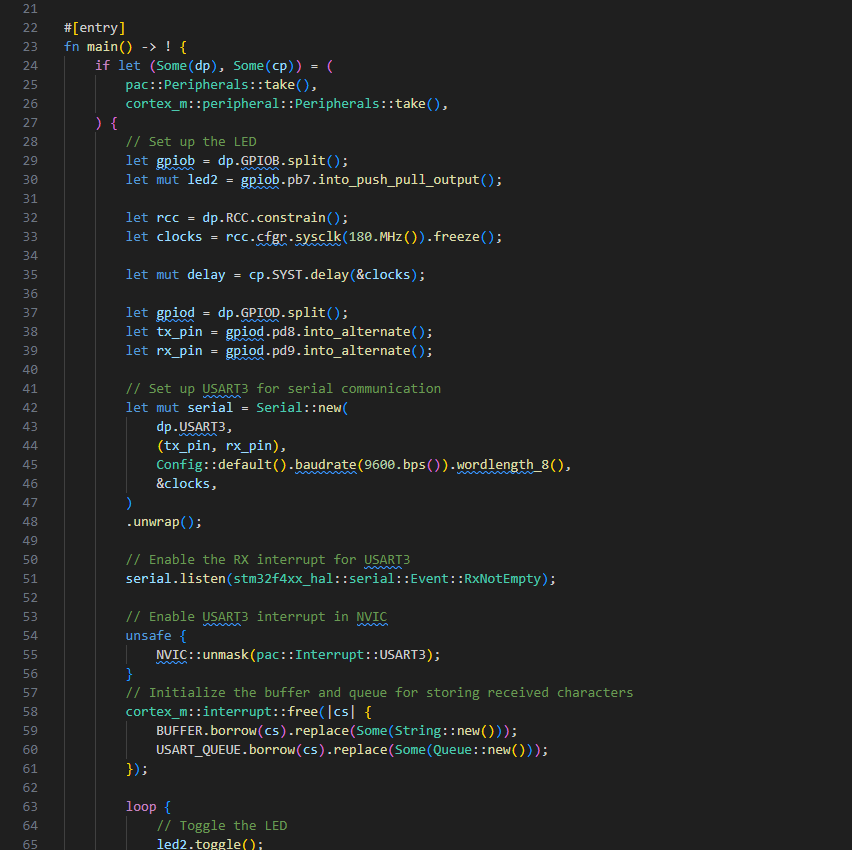 21
22 #[entry]
23 fn main() -> ! {
24     if let (Some(dp), Some(cp)) = (
25         pac::Peripherals::take(),
26         cortex_m::peripheral::Peripherals::take(),
27     ) {
28         // Set up the LED
29         let gpiob = dp.GPIOB.split();
30         let mut led2 = gpiob.pb7.into_push_pull_output();
31
32         let rcc = dp.RCC.constrain();
33         let clocks = rcc.cfgr.sysclk(180.MHz()).freeze();
34
35         let mut delay = cp.SYST.delay(&clocks);
36
37         let gpiod = dp.GPIOD.split();
38         let tx_pin = gpiod.pd8.into_alternate();
39         let rx_pin = gpiod.pd9.into_alternate();
40
41         // Set up USART3 for serial communication
42         let mut serial = Serial::new(
43             dp.USART3,
44             (tx_pin, rx_pin),
45             Config::default().baudrate(9600.bps()).wordlength_8(),
46             &clocks,
47         )
48         .unwrap();
49
50         // Enable the RX interrupt for USART3
51         serial.listen(stm32f4xx_hal::serial::Event::RxNotEmpty);
52
53         // Enable USART3 interrupt in NVIC
54         unsafe {
55             NVIC::unmask(pac::Interrupt::USART3);
56         }
57         // Initialize the buffer and queue for storing received characters
58         cortex_m::interrupt::free(|cs| {
59             BUFFER.borrow(cs).replace(Some(String::new()));
60             USART_QUEUE.borrow(cs).replace(Some(Queue::new()));
61         });
62
63         loop {
64             // Toggle the LED
65             led2.toggle();